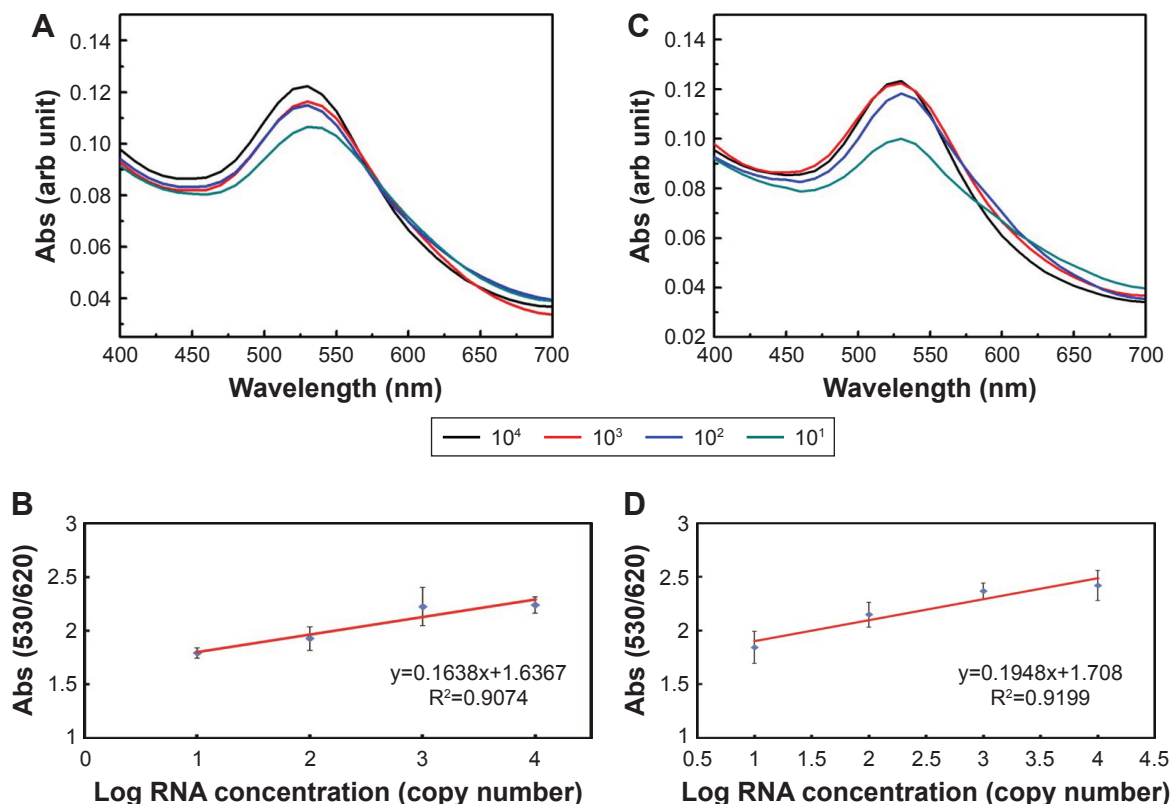 A
Abs (arb unit)
0.14
0.12
0.10
0.08
0.06
0.04
400 450 500 550 600 650 700
Wavelength (nm)
C
Abs (arb unit)
0.14
0.12
0.10
0.08
0.06
0.04
0.02
400 450 500 550 600 650 700
Wavelength (nm)
10⁴ 10³ 10² 10¹
B
Abs (530/620)
3
2.5
2
1.5
1
y=0.1638x+1.6367
R²=0.9074
0 1 2 3 4
Log RNA concentration (copy number)
D
Abs (530/620)
3
2.5
2
1.5
1
y=0.1948x+1.708
R²=0.9199
0.5 1 1.5 2 2.5 3 3.5 4 4.5
Log RNA concentration (copy number)